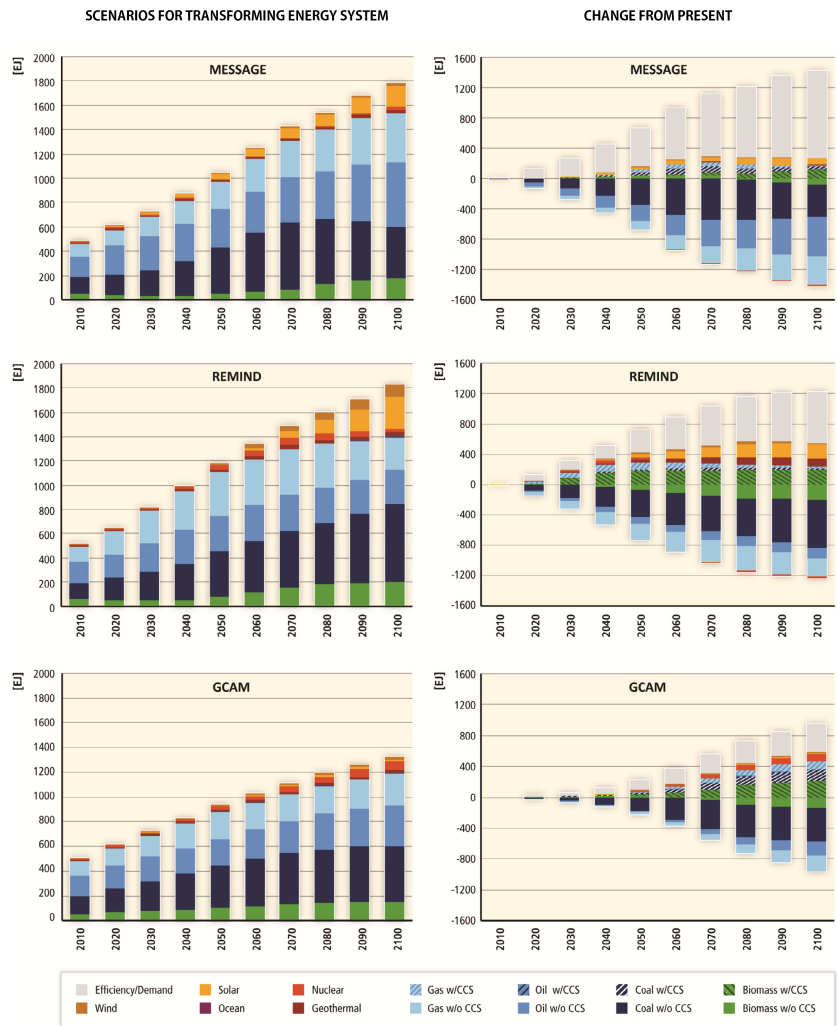 SCENARIOS FOR TRANSFORMING ENERGY SYSTEM
CHANGE FROM PRESENT
[EJ]
MESSAGE
2000
1800
1600
1400
1200
1000
800
600
400
200
0
2010 2020 2030 2040 2050 2060 2070 2080 2090 2100
[EJ]
MESSAGE
1600
1200
800
400
0
-400
-800
-1200
-1600
2010 2020 2030 2040 2050 2060 2070 2080 2090 2100
[EJ]
REMIND
2000
1800
1600
1400
1200
1000
800
600
400
200
0
2010 2020 2030 2040 2050 2060 2070 2080 2090 2100
[EJ]
REMIND
1600
1200
800
400
0
-400
-800
-1200
-1600
2010 2020 2030 2040 2050 2060 2070 2080 2090 2100
[EJ]
GCAM
2000
1800
1600
1400
1200
1000
800
600
400
200
0
2010 2020 2030 2040 2050 2060 2070 2080 2090 2100
[EJ]
GCAM
1600
1200
800
400
0
-400
-800
-1200
-1600
2010 2020 2030 2040 2050 2060 2070 2080 2090 2100
Efficiency/Demand Solar Nuclear Gas w/CCS Oil w/CCS Coal w/CCS Biomass w/CCS
Wind Ocean Geothermal Gas w/o CCS Oil w/o CCS Coal w/o CCS Biomass w/o CCS